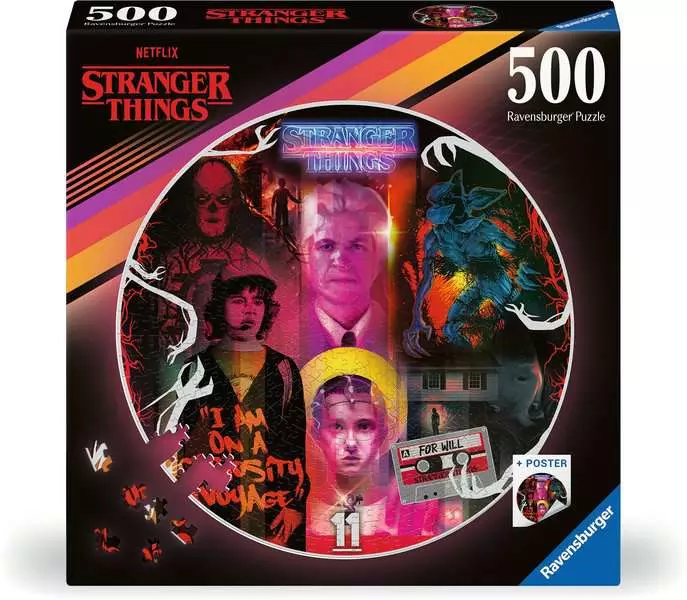 500
Ravensburger Puzzle
NETFLIX
STRANGER
THINGS
500
Ravensburger Puzzle
STRANGER
THINGS
"I AM
ON A
VOYAGE"
A FOR WILL
STRANGER THINGS
11
+ POSTER
Ravensburger